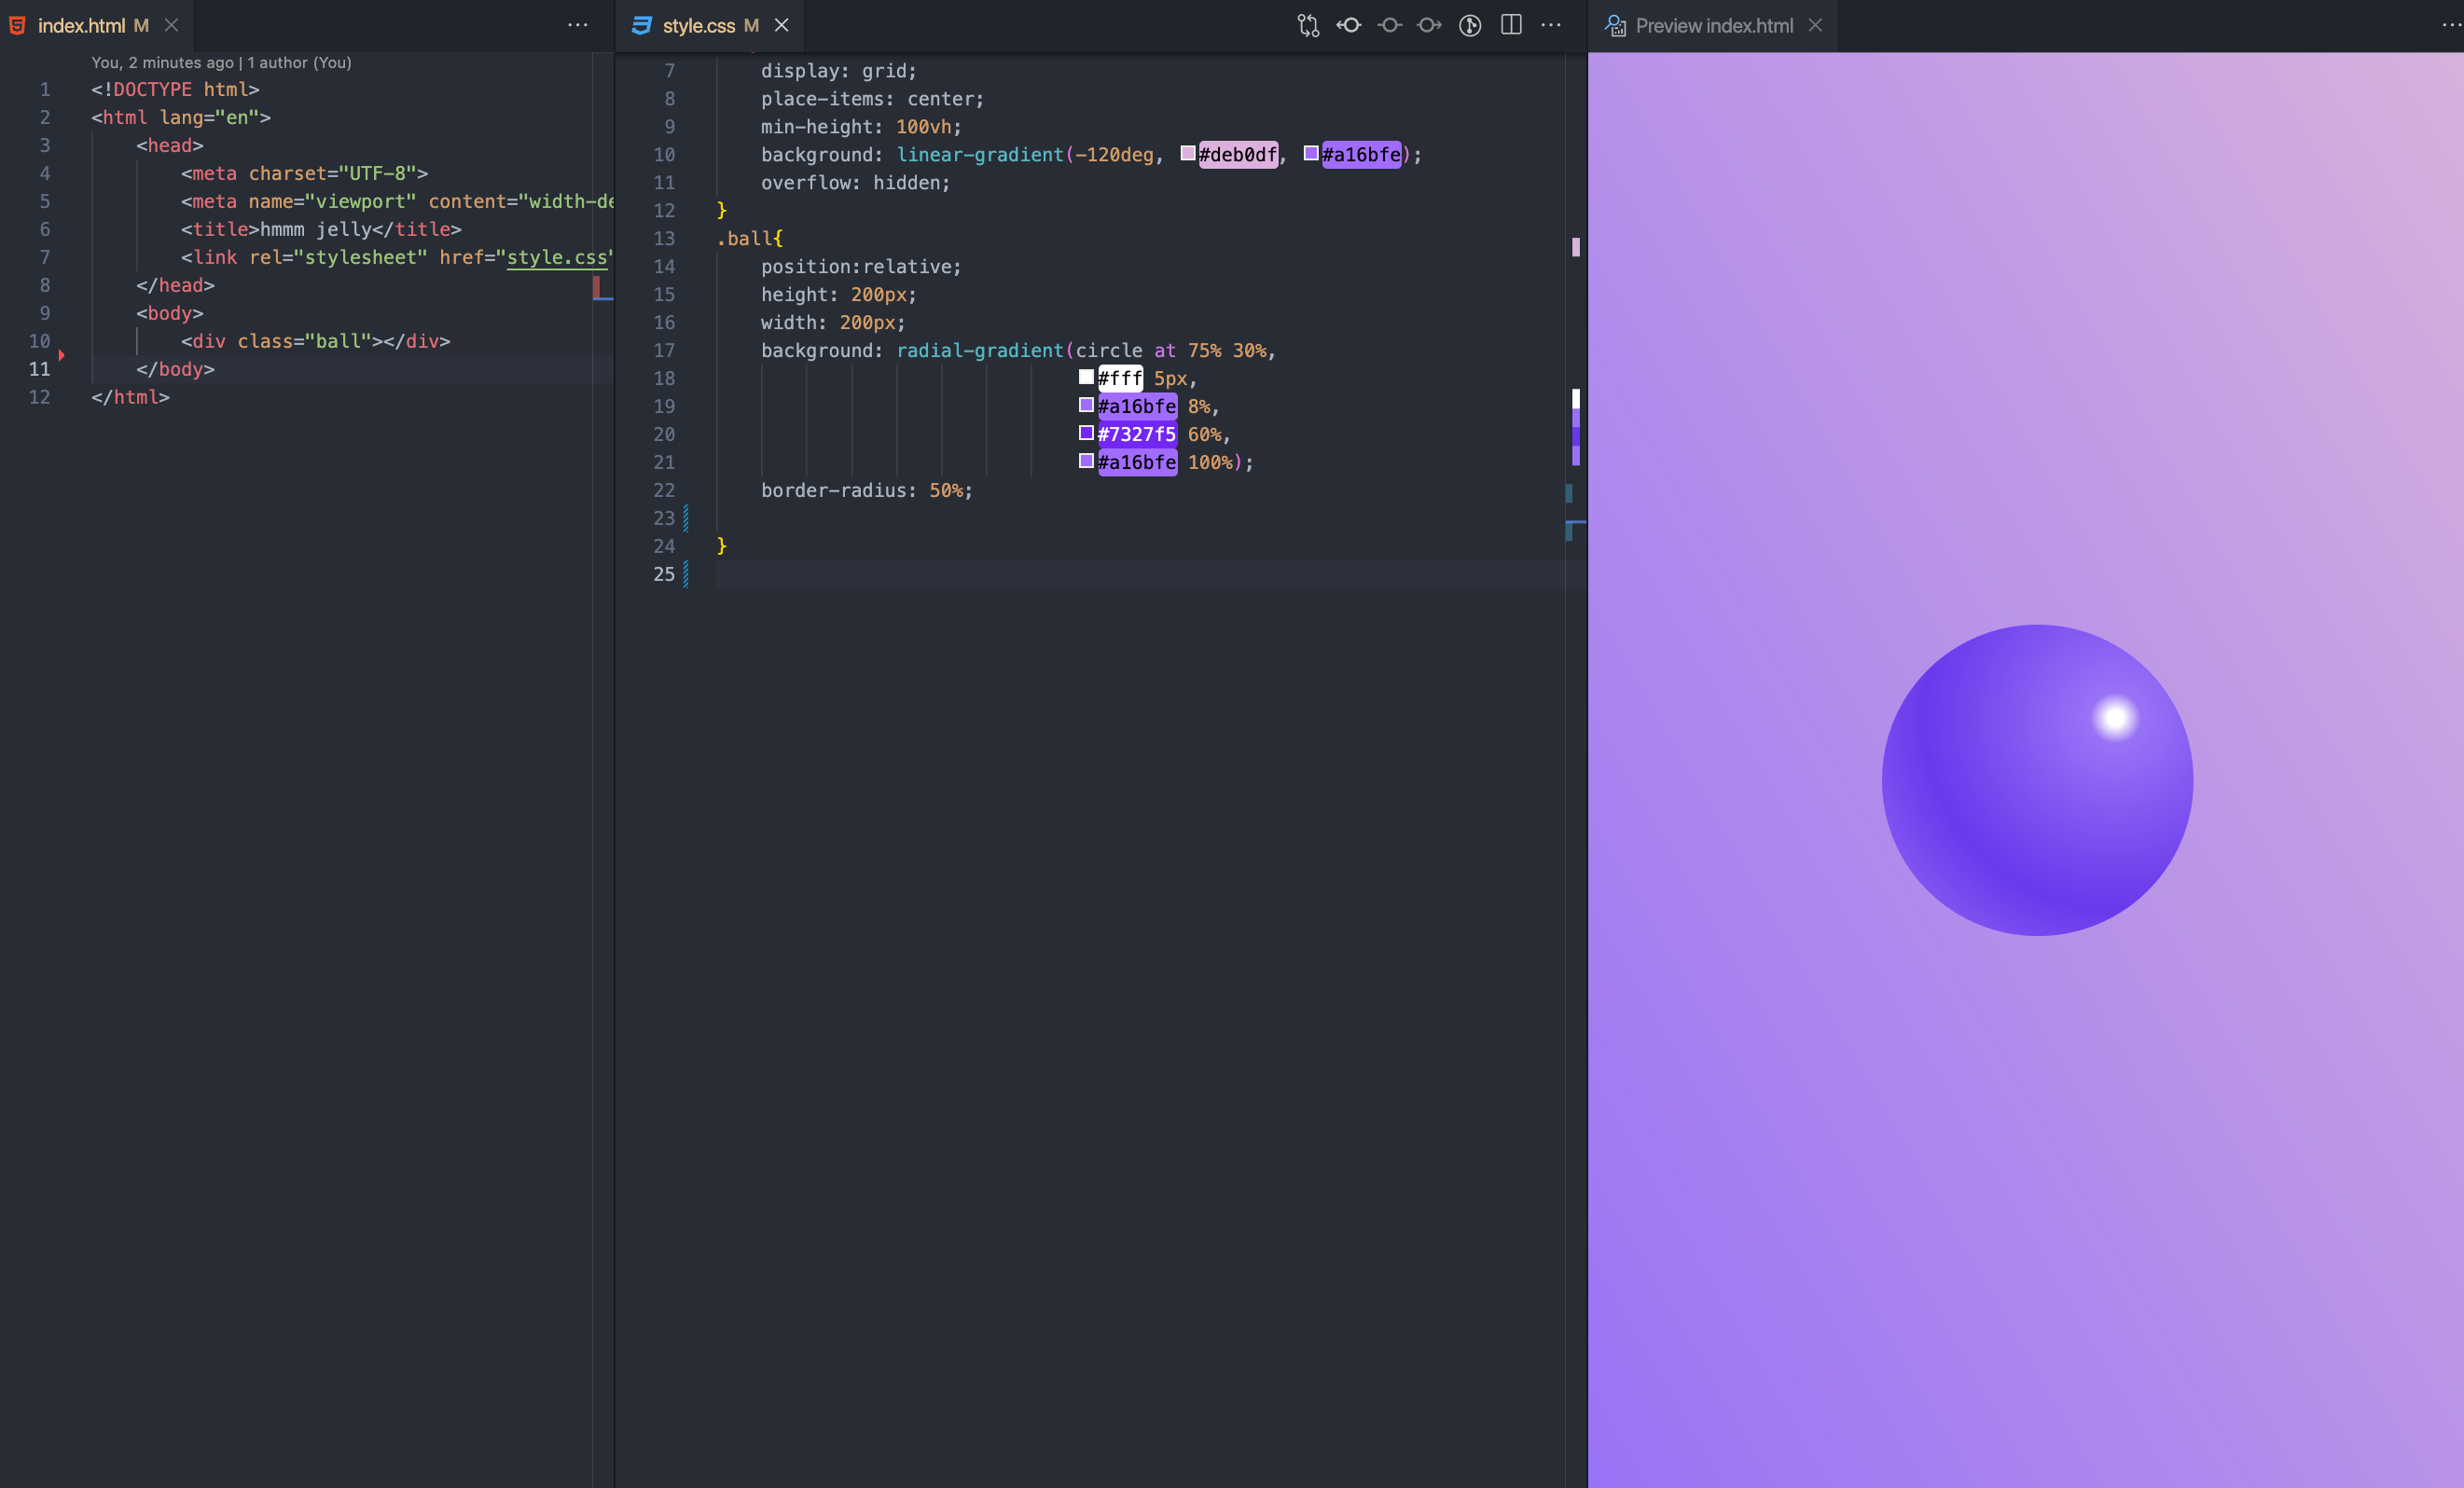 index.html M
You, 2 minutes ago | 1 author (You)
1 <!DOCTYPE html>
2 <html lang="en">
3 <head>
4 <meta charset="UTF-8">
5 <meta name="viewport" content="width-de
6 <title>hmmm jelly</title>
7 <link rel="stylesheet" href="style.css"
8 </head>
9 <body>
10 <div class="ball"></div>
11 </body>
12 </html>
style.css M
7 display: grid;
8 place-items: center;
9 min-height: 100vh;
10 background: linear-gradient(-120deg, #deb0df, #a16bfe);
11 overflow: hidden;
12 }
13 .ball{
14 position:relative;
15 height: 200px;
16 width: 200px;
17 background: radial-gradient(circle at 75% 30%,
18 #fff 5px,
19 #a16bfe 8%,
20 #7327f5 60%,
21 #a16bfe 100%);
22 border-radius: 50%;
23
24 }
25
Preview index.html